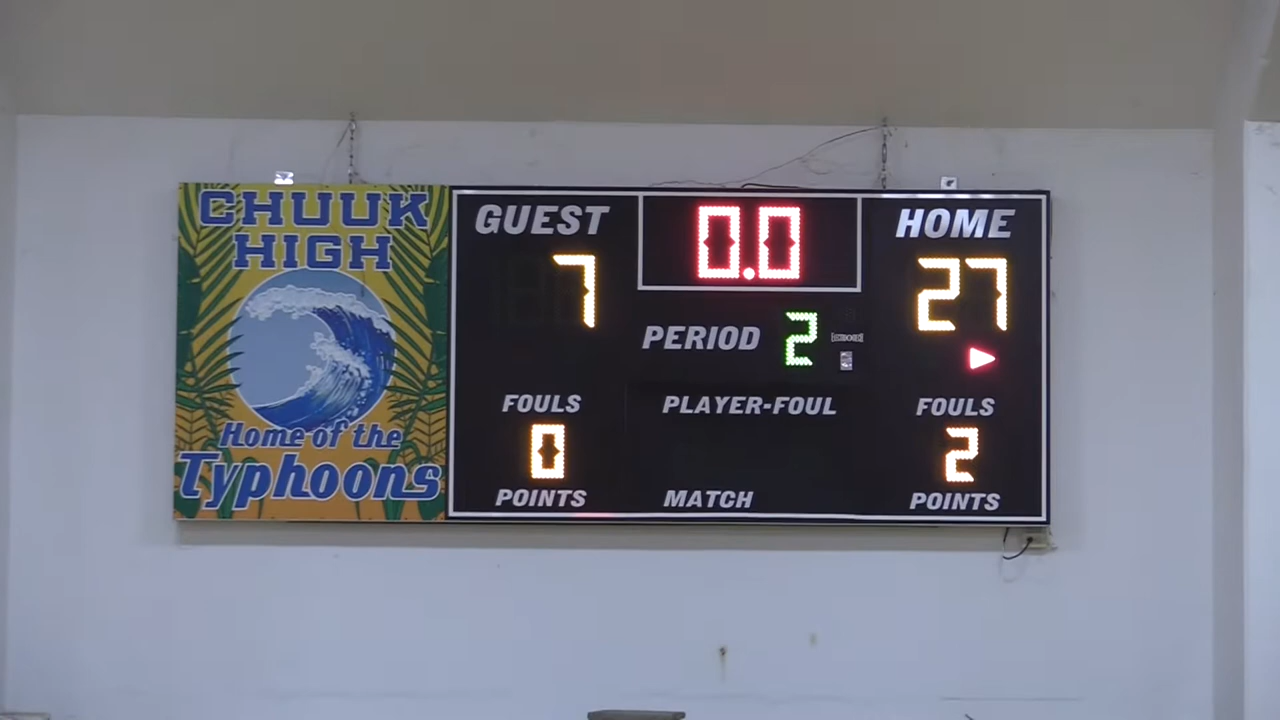 CHUUK
HIGH
Home of the
Typhoons
GUEST
0.0
HOME
7
27
PERIOD 2
FOULS
PLAYER-FOUL
FOULS
0
2
POINTS
MATCH
POINTS